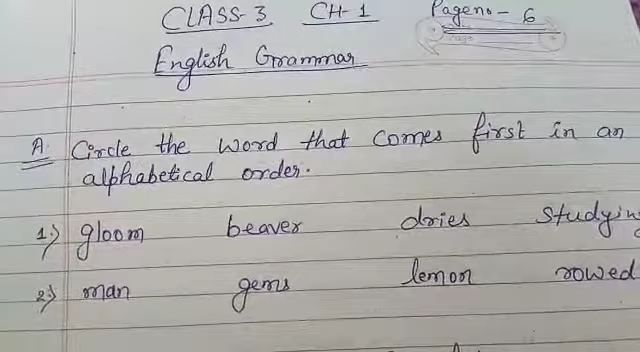 CLASS-3 CH-1 Page no- 6
English Grammar
A Circle the word that comes first in an
alphabetical order.
1) gloom beaver dries studying
2) man gems lemon rowed